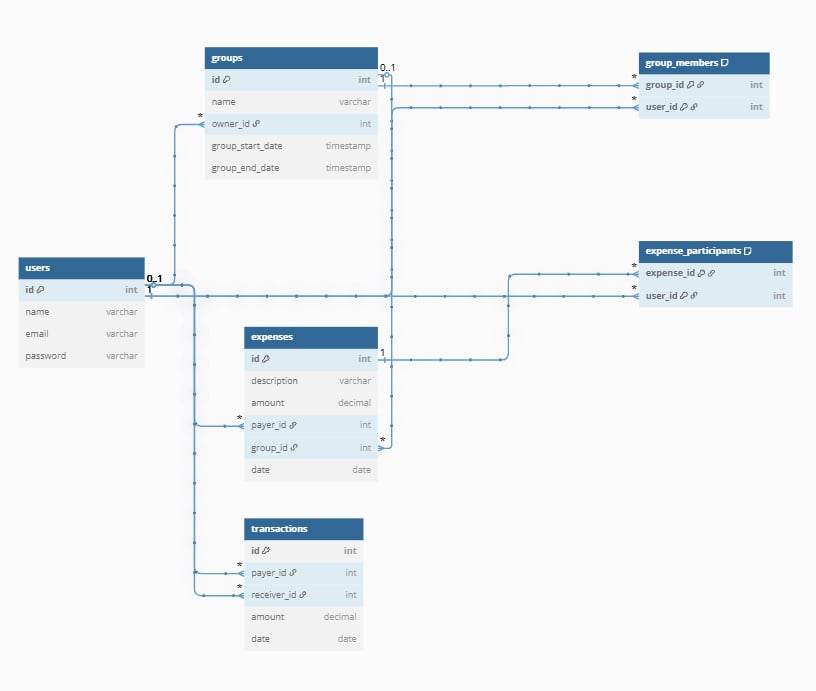 groups
id int
name varchar
owner_id int
group_start_date timestamp
group_end_date timestamp
0..1
1
*
group_members
group_id int
user_id int
*
*
users
id int
name varchar
email varchar
password varchar
0..1
1
expense_participants
expense_id int
user_id int
*
*
expenses
id int
description varchar
amount decimal
payer_id int
group_id int
date date
1
*
*
transactions
id int
payer_id int
receiver_id int
amount decimal
date date
*
*